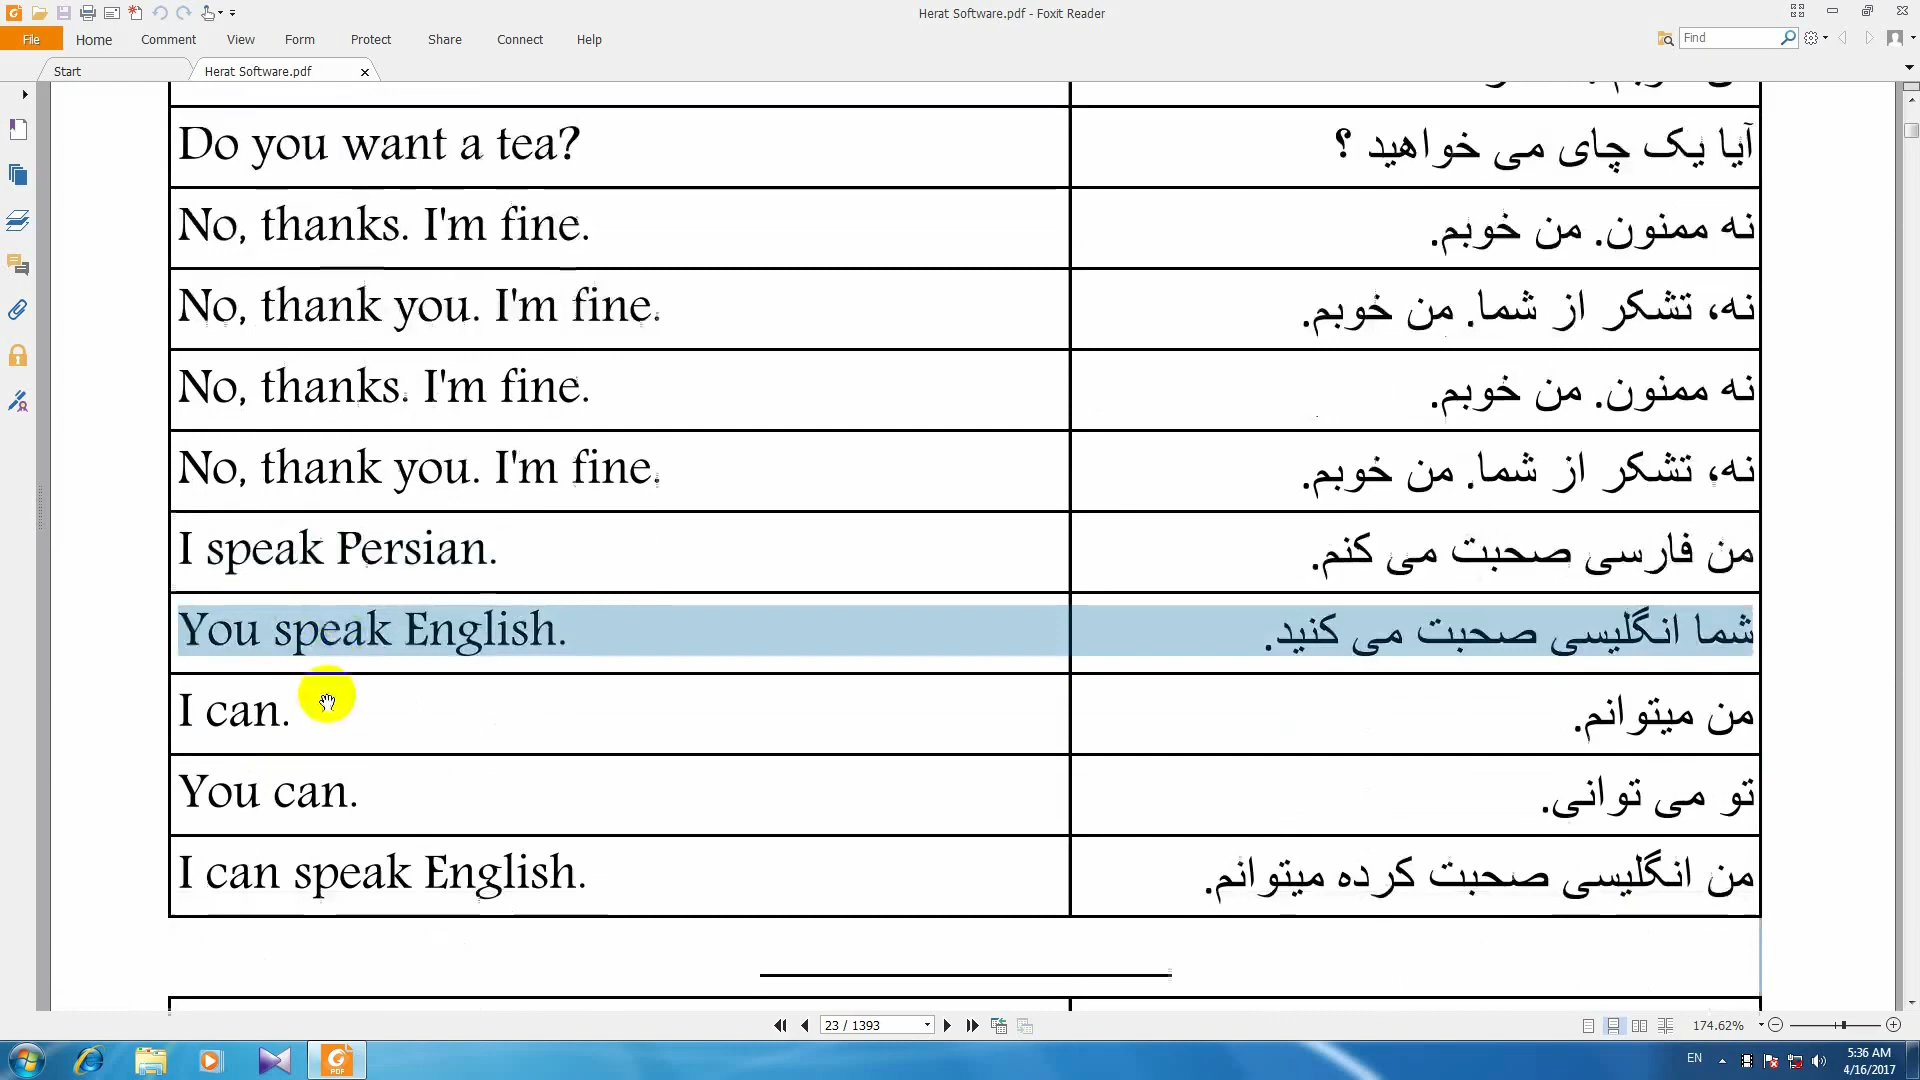 Herat Software.pdf - Foxit Reader
File Home Comment View Form Protect Share Connect Help
Find
Start
Herat Software.pdf
Do you want a tea?
آیا یک چای می خواهید ؟
No, thanks. I'm fine.
نه ممنون. من خوبم.
No, thank you. I'm fine.
نه، تشکر از شما. من خوبم.
No, thanks. I'm fine.
نه ممنون. من خوبم.
No, thank you. I'm fine.
نه، تشکر از شما. من خوبم.
I speak Persian.
من فارسی صحبت می کنم.
You speak English.
شما انگلیسی صحبت می کنید.
I can.
من میتوانم.
You can.
تو می توانی.
I can speak English.
من انگلیسی صحبت کرده میتوانم.
23 / 1393
174.62%
PDF
EN
5:36 AM
4/16/2017